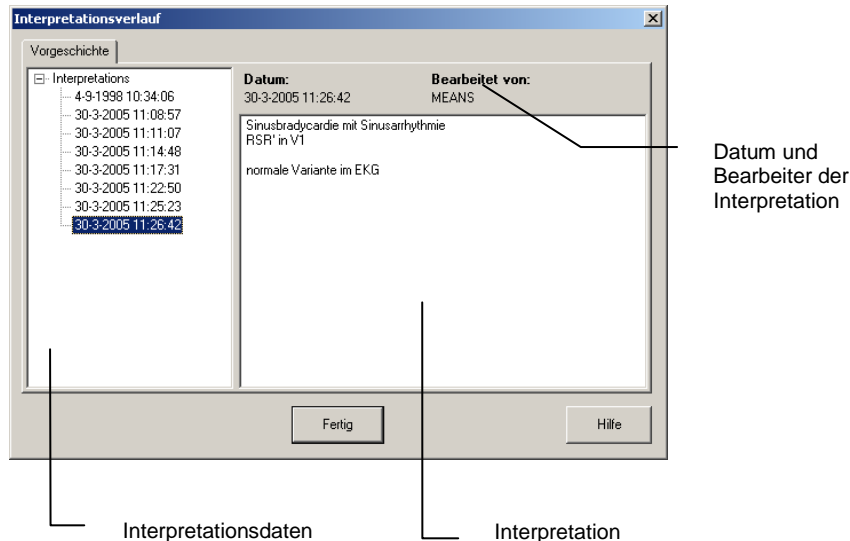 Interpretationsverlauf
Vorgeschichte
Interpretations
4-9-1998 10:34:06
30-3-2005 11:08:57
30-3-2005 11:11:07
30-3-2005 11:14:48
30-3-2005 11:17:31
30-3-2005 11:22:50
30-3-2005 11:25:23
30-3-2005 11:26:42
Datum: Bearbeitet von:
30-3-2005 11:26:42 MEANS
Sinusbradycardie mit Sinusarrhythmie
RSR' in V1
normale Variante im EKG
Fertig Hilfe
Datum und
Bearbeiter der
Interpretation
Interpretationsdaten Interpretation